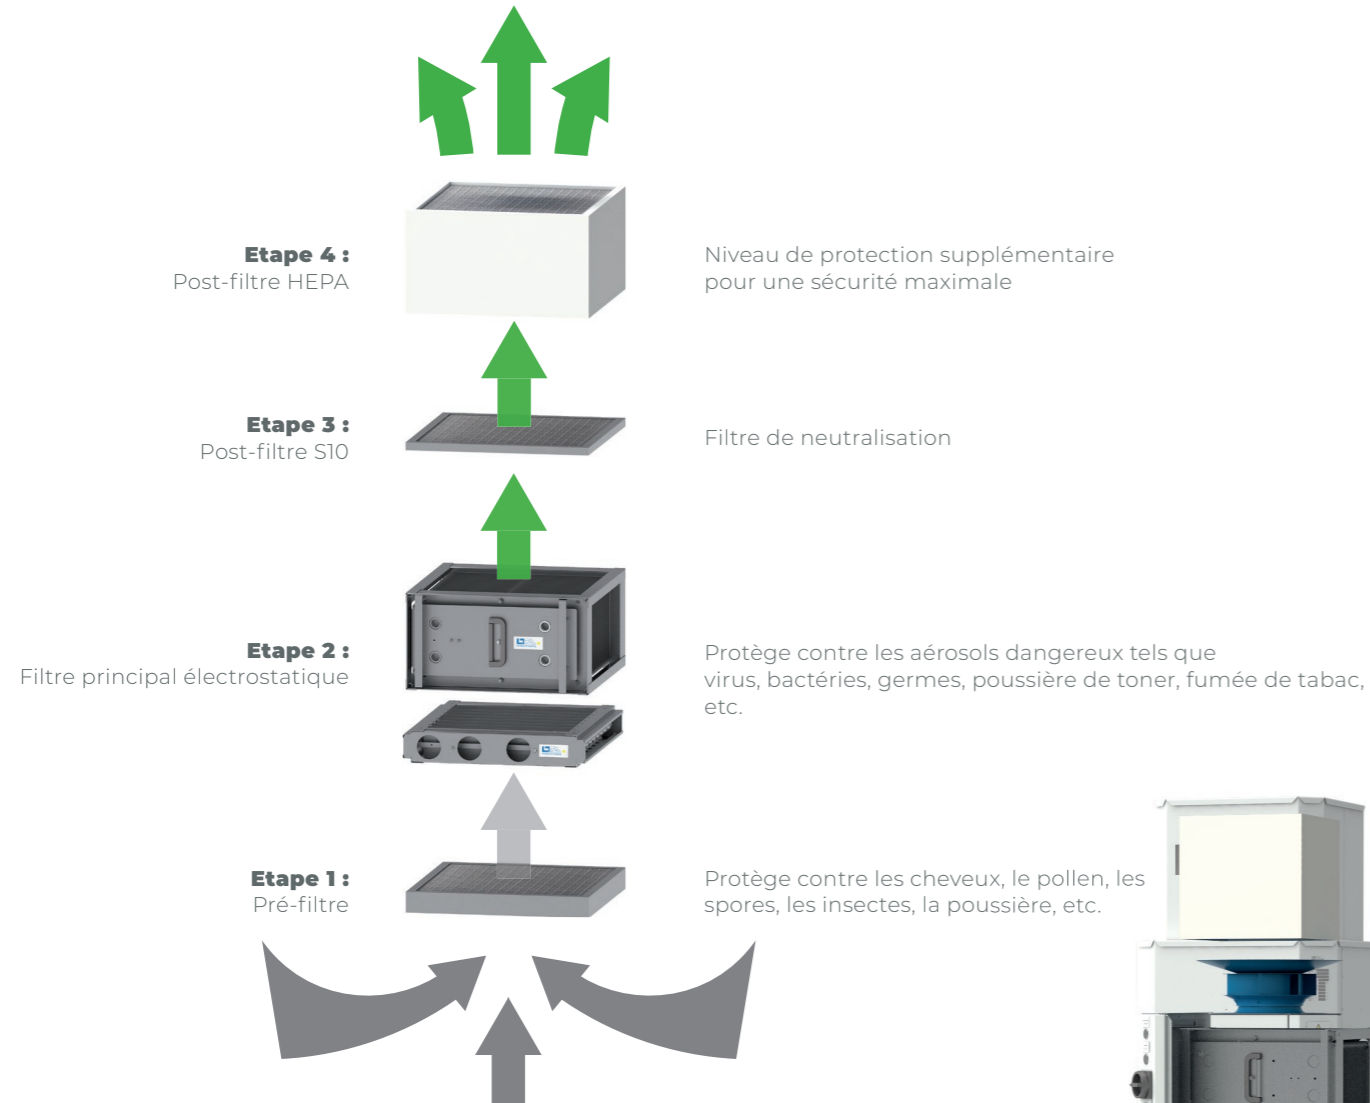 Etape 4 :
Post-filtre HEPA
Niveau de protection supplémentaire
pour une sécurité maximale
Etape 3 :
Post-filtre S10
Filtre de neutralisation
Etape 2 :
Filtre principal électrostatique
Protège contre les aérosols dangereux tels que
virus, bactéries, germes, poussière de toner, fumée de tabac,
etc.
Etape 1 :
Pré-filtre
Protège contre les cheveux, le pollen, les
spores, les insectes, la poussière, etc.